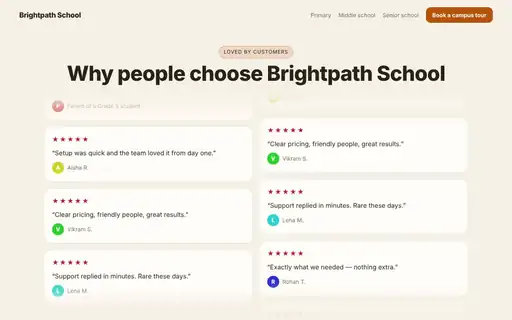 Brightpath School
Primary
Middle school
Senior school
Book a campus tour
LOVED BY CUSTOMERS
Why people choose Brightpath School
P
Parent of a Grade 3 student
★★★★★
“Setup was quick and the team loved it from day one.”
A
Aisha R.
★★★★★
“Clear pricing, friendly people, great results.”
V
Vikram S.
★★★★★
“Support replied in minutes. Rare these days.”
L
Lena M.
★★★★★
“Clear pricing, friendly people, great results.”
V
Vikram S.
★★★★★
“Support replied in minutes. Rare these days.”
L
Lena M.
★★★★★
“Exactly what we needed — nothing extra.”
R
Rohan T.